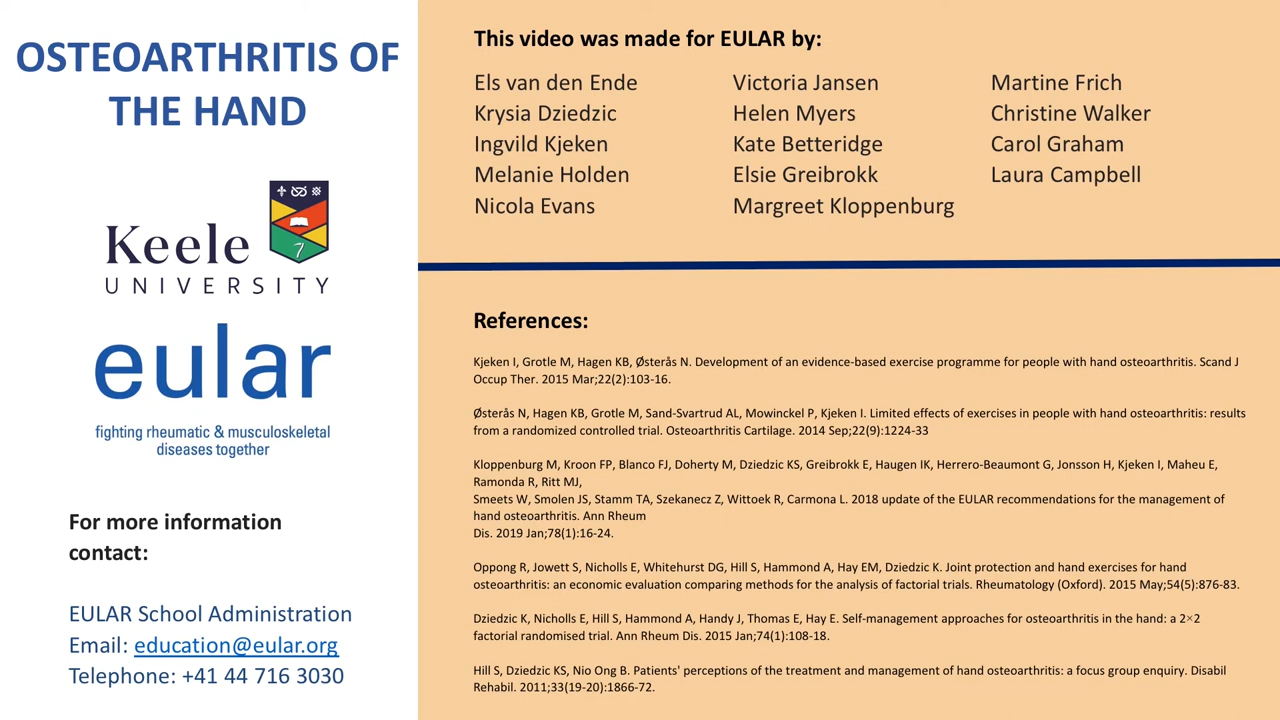 OSTEOARTHRITIS OF
THE HAND
Keele
UNIVERSITY
eular
fighting rheumatic & musculoskeletal
diseases together
For more information
contact:
EULAR School Administration
Email: education@eular.org
Telephone: +41 44 716 3030
This video was made for EULAR by:
Els van den Ende
Krysia Dziedzic
Ingvild Kjeken
Melanie Holden
Nicola Evans
Victoria Jansen
Helen Myers
Kate Betteridge
Elsie Greibrokk
Margreet Kloppenburg
Martine Frich
Christine Walker
Carol Graham
Laura Campbell
References:
Kjeken I, Grotle M, Hagen KB, Østerås N. Development of an evidence-based exercise programme for people with hand osteoarthritis. Scand J
Occup Ther. 2015 Mar;22(2):103-16.
Østerås N, Hagen KB, Grotle M, Sand-Svartrud AL, Mowinckel P, Kjeken I. Limited effects of exercises in people with hand osteoarthritis: results
from a randomized controlled trial. Osteoarthritis Cartilage. 2014 Sep;22(9):1224-33
Kloppenburg M, Kroon FP, Blanco FJ, Doherty M, Dziedzic KS, Greibrokk E, Haugen IK, Herrero-Beaumont G, Jonsson H, Kjeken I, Maheu E,
Ramonda R, Ritt MJ,
Smeets W, Smolen JS, Stamm TA, Szekanecz Z, Wittoek R, Carmona L. 2018 update of the EULAR recommendations for the management of
hand osteoarthritis. Ann Rheum
Dis. 2019 Jan;78(1):16-24.
Oppong R, Jowett S, Nicholls E, Whitehurst DG, Hill S, Hammond A, Hay EM, Dziedzic K. Joint protection and hand exercises for hand
osteoarthritis: an economic evaluation comparing methods for the analysis of factorial trials. Rheumatology (Oxford). 2015 May;54(5):876-83.
Dziedzic K, Nicholls E, Hill S, Hammond A, Handy J, Thomas E, Hay E. Self-management approaches for osteoarthritis in the hand: a 2×2
factorial randomised trial. Ann Rheum Dis. 2015 Jan;74(1):108-18.
Hill S, Dziedzic KS, Nio Ong B. Patients' perceptions of the treatment and management of hand osteoarthritis: a focus group enquiry. Disabil
Rehabil. 2011;33(19-20):1866-72.